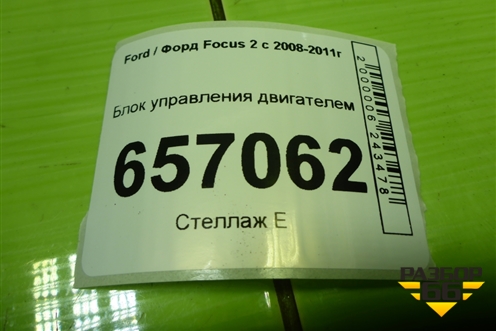 Ford / Форд Focus 2 с 2008-2011г
Блок управления двигателем
657062
Стеллаж Е
2000006243478
РАЗБОР
66